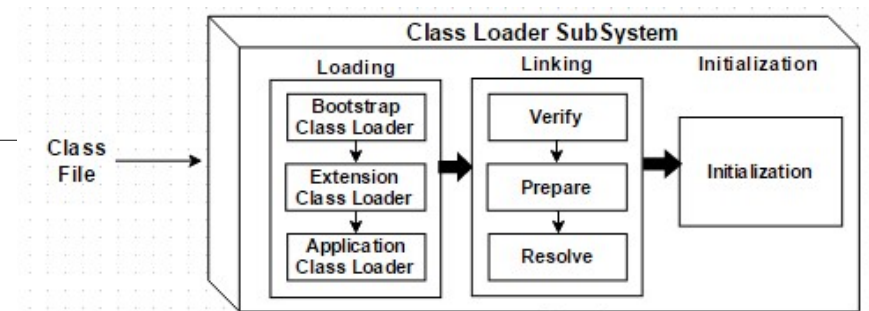 Class Loader SubSystem
Loading
Linking
Initialization
Class
File
Bootstrap
Class Loader
Extension
Class Loader
Application
Class Loader
Verify
Prepare
Resolve
Initialization